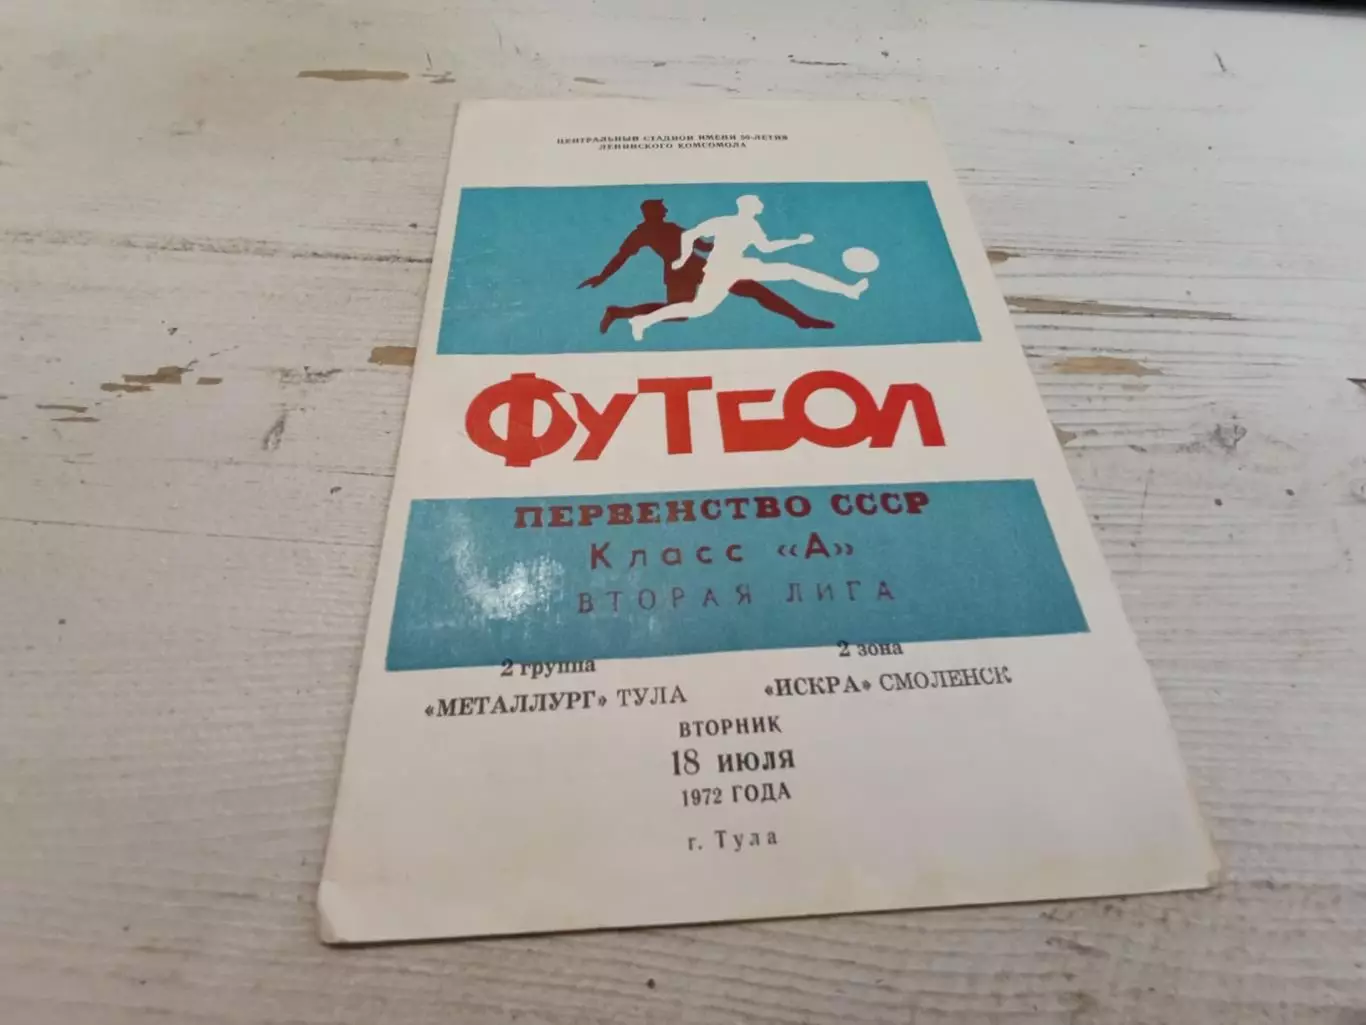 ЦЕНТРАЛЬНЫЙ СТАДИОН ИМЕНИ 50-ЛЕТИЯ
ЛЕНИНСКОГО КОМСОМОЛА
ФУТБОЛ
ПЕРВЕНСТВО СССР
Класс «А»
ВТОРАЯ ЛИГА
2 группа 2 зона
«МЕТАЛЛУРГ» ТУЛА «ИСКРА» СМОЛЕНСК
ВТОРНИК
18 ИЮЛЯ
1972 ГОДА
г. Тула